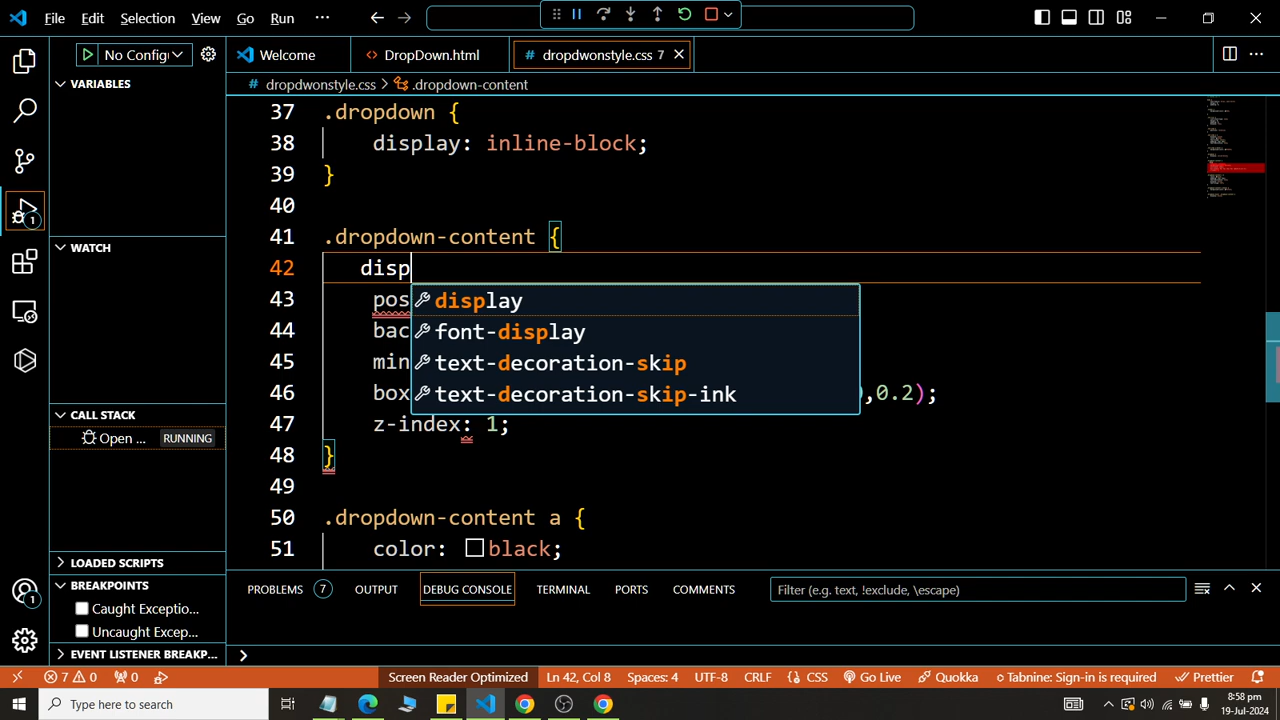 File Edit Selection View Go Run ···
No Config
Welcome
DropDown.html
# dropdwonstyle.css 7
VARIABLES
# dropdwonstyle.css > .dropdown-content
37 .dropdown {
38 display: inline-block;
39 }
40
41 .dropdown-content {
42 disp
display
43 pos
font-display
44 bac
text-decoration-skip
45 min
text-decoration-skip-ink
46 box ,0.2);
47 z-index: 1;
48 }
49
50 .dropdown-content a {
51 color: black;
WATCH
CALL STACK
Open ... RUNNING
LOADED SCRIPTS
BREAKPOINTS
Caught Exceptio...
Uncaught Excep...
EVENT LISTENER BREAKP...
PROBLEMS 7 OUTPUT DEBUG CONSOLE TERMINAL PORTS COMMENTS
Filter (e.g. text, !exclude, \escape)
>
1
1
7 0 0 Screen Reader Optimized Ln 42, Col 8 Spaces: 4 UTF-8 CRLF {} CSS Go Live Quokka Tabnine: Sign-in is required Prettier
Type here to search
8:58 pm
19-Jul-2024